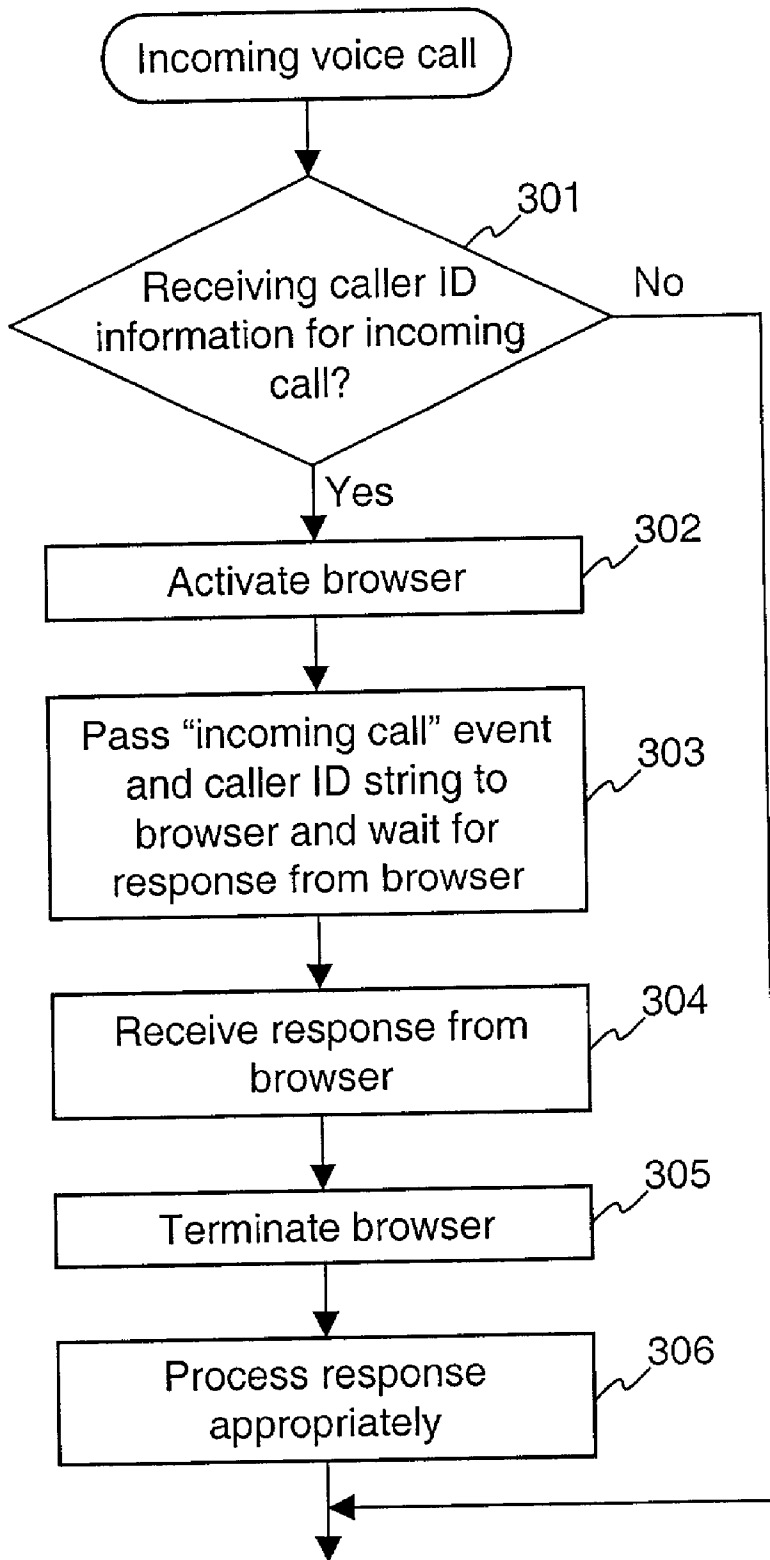 Incoming voice call
301
Receiving caller ID
information for incoming
call?
No
Yes
302
Activate browser
Pass “incoming call” event
and caller ID string to
browser and wait for
response from browser
303
304
Receive response from
browser
305
Terminate browser
306
Process response
appropriately